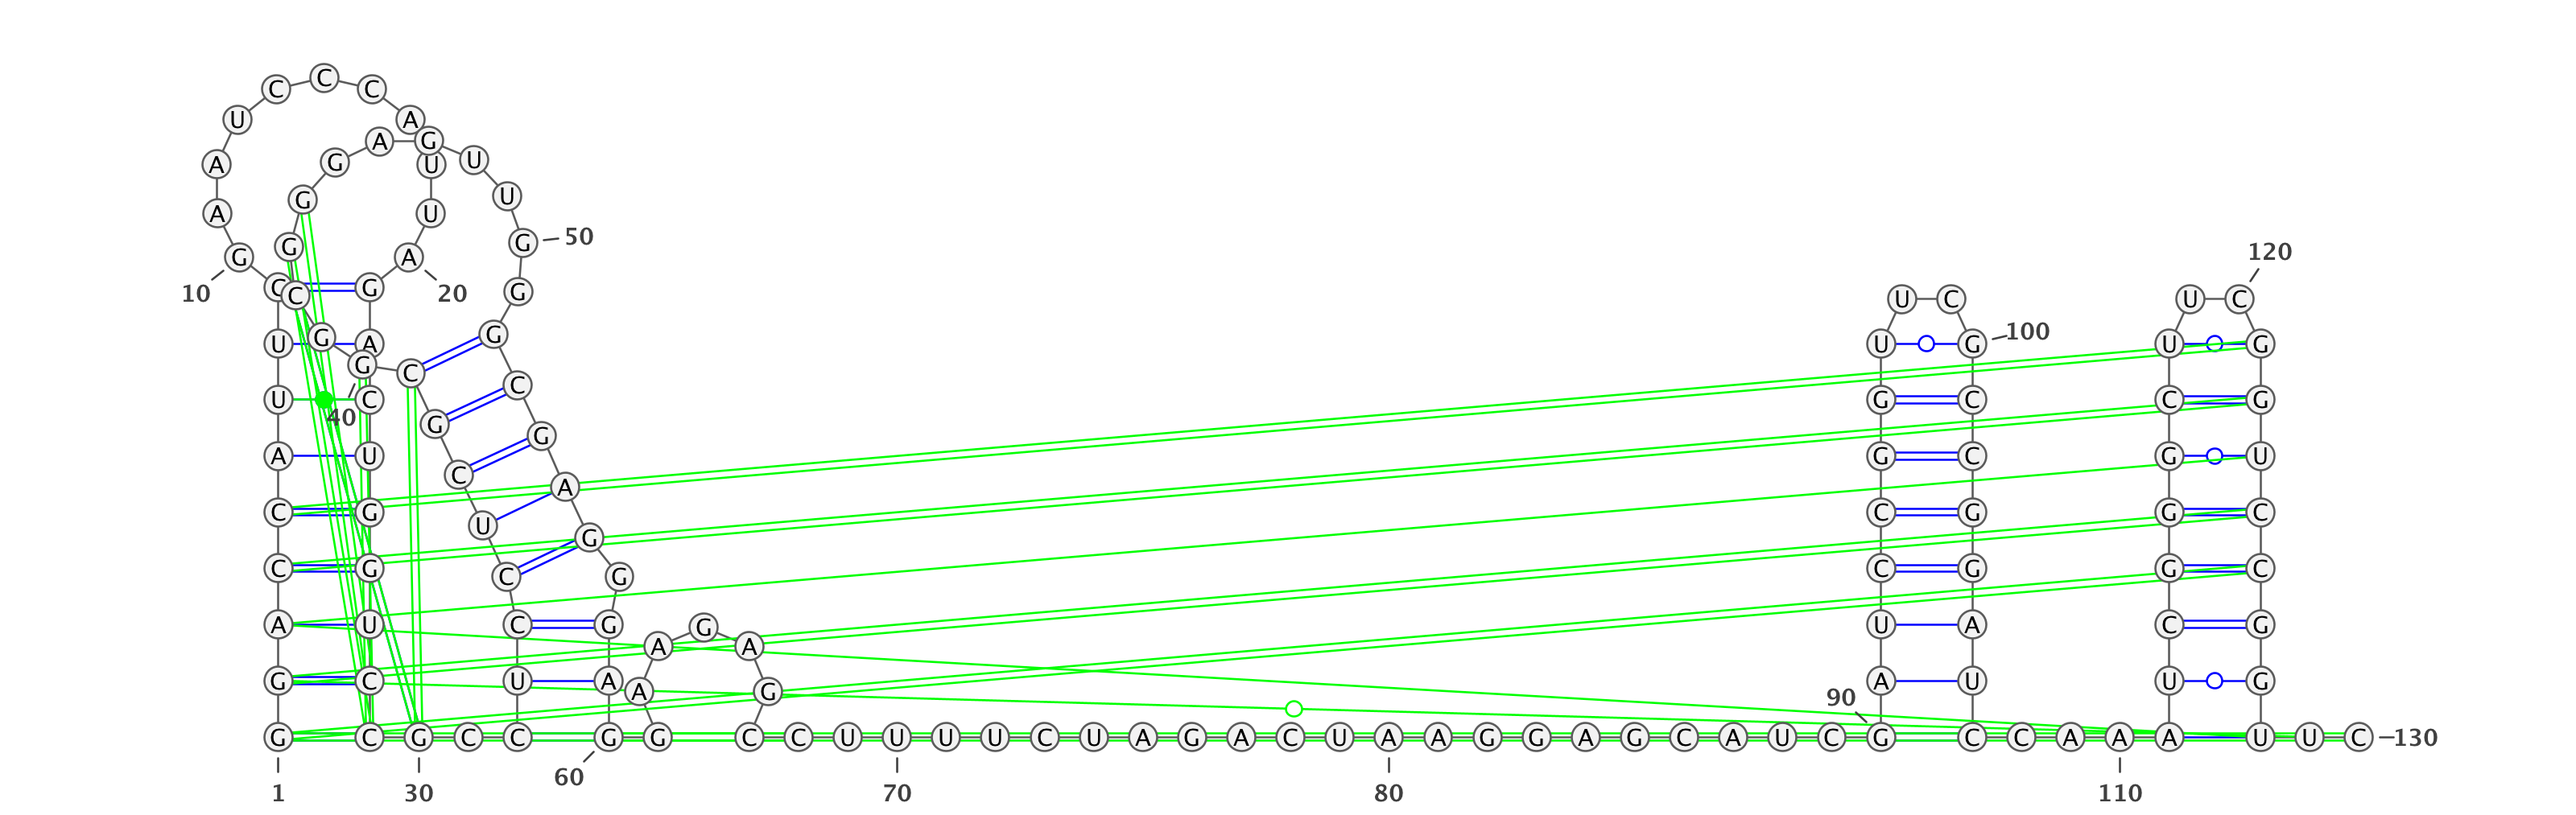 C
C C
U A
A G
A G U U
G U
A U
G 50
G 120
G A
10 C G C 20 G U C U C
U G A G U G 100 U G
G C
C
U C G C C G
40 G
G
A U G C G U
C
A
C G C G G C
U
G
C G C G G C
C G
A U C G G U A C G
A A
G C U A A U U G
A G
90
G C G C C G G C C U U U U C U A G A C U A A G G A G C A U C G C C A A A U U C 130
60
1 30 70 80 110